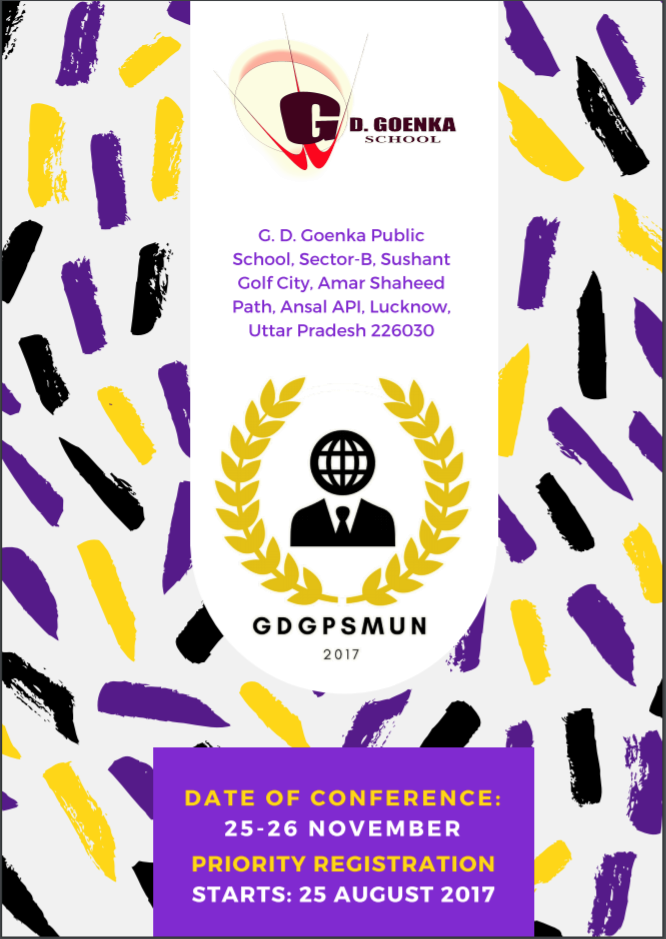 G D. GOENKA
SCHOOL
G. D. Goenka Public
School, Sector-B, Sushant
Golf City, Amar Shaheed
Path, Ansal API, Lucknow,
Uttar Pradesh 226030
GDGPSMUN
2017
DATE OF CONFERENCE:
25-26 NOVEMBER
PRIORITY REGISTRATION
STARTS: 25 AUGUST 2017